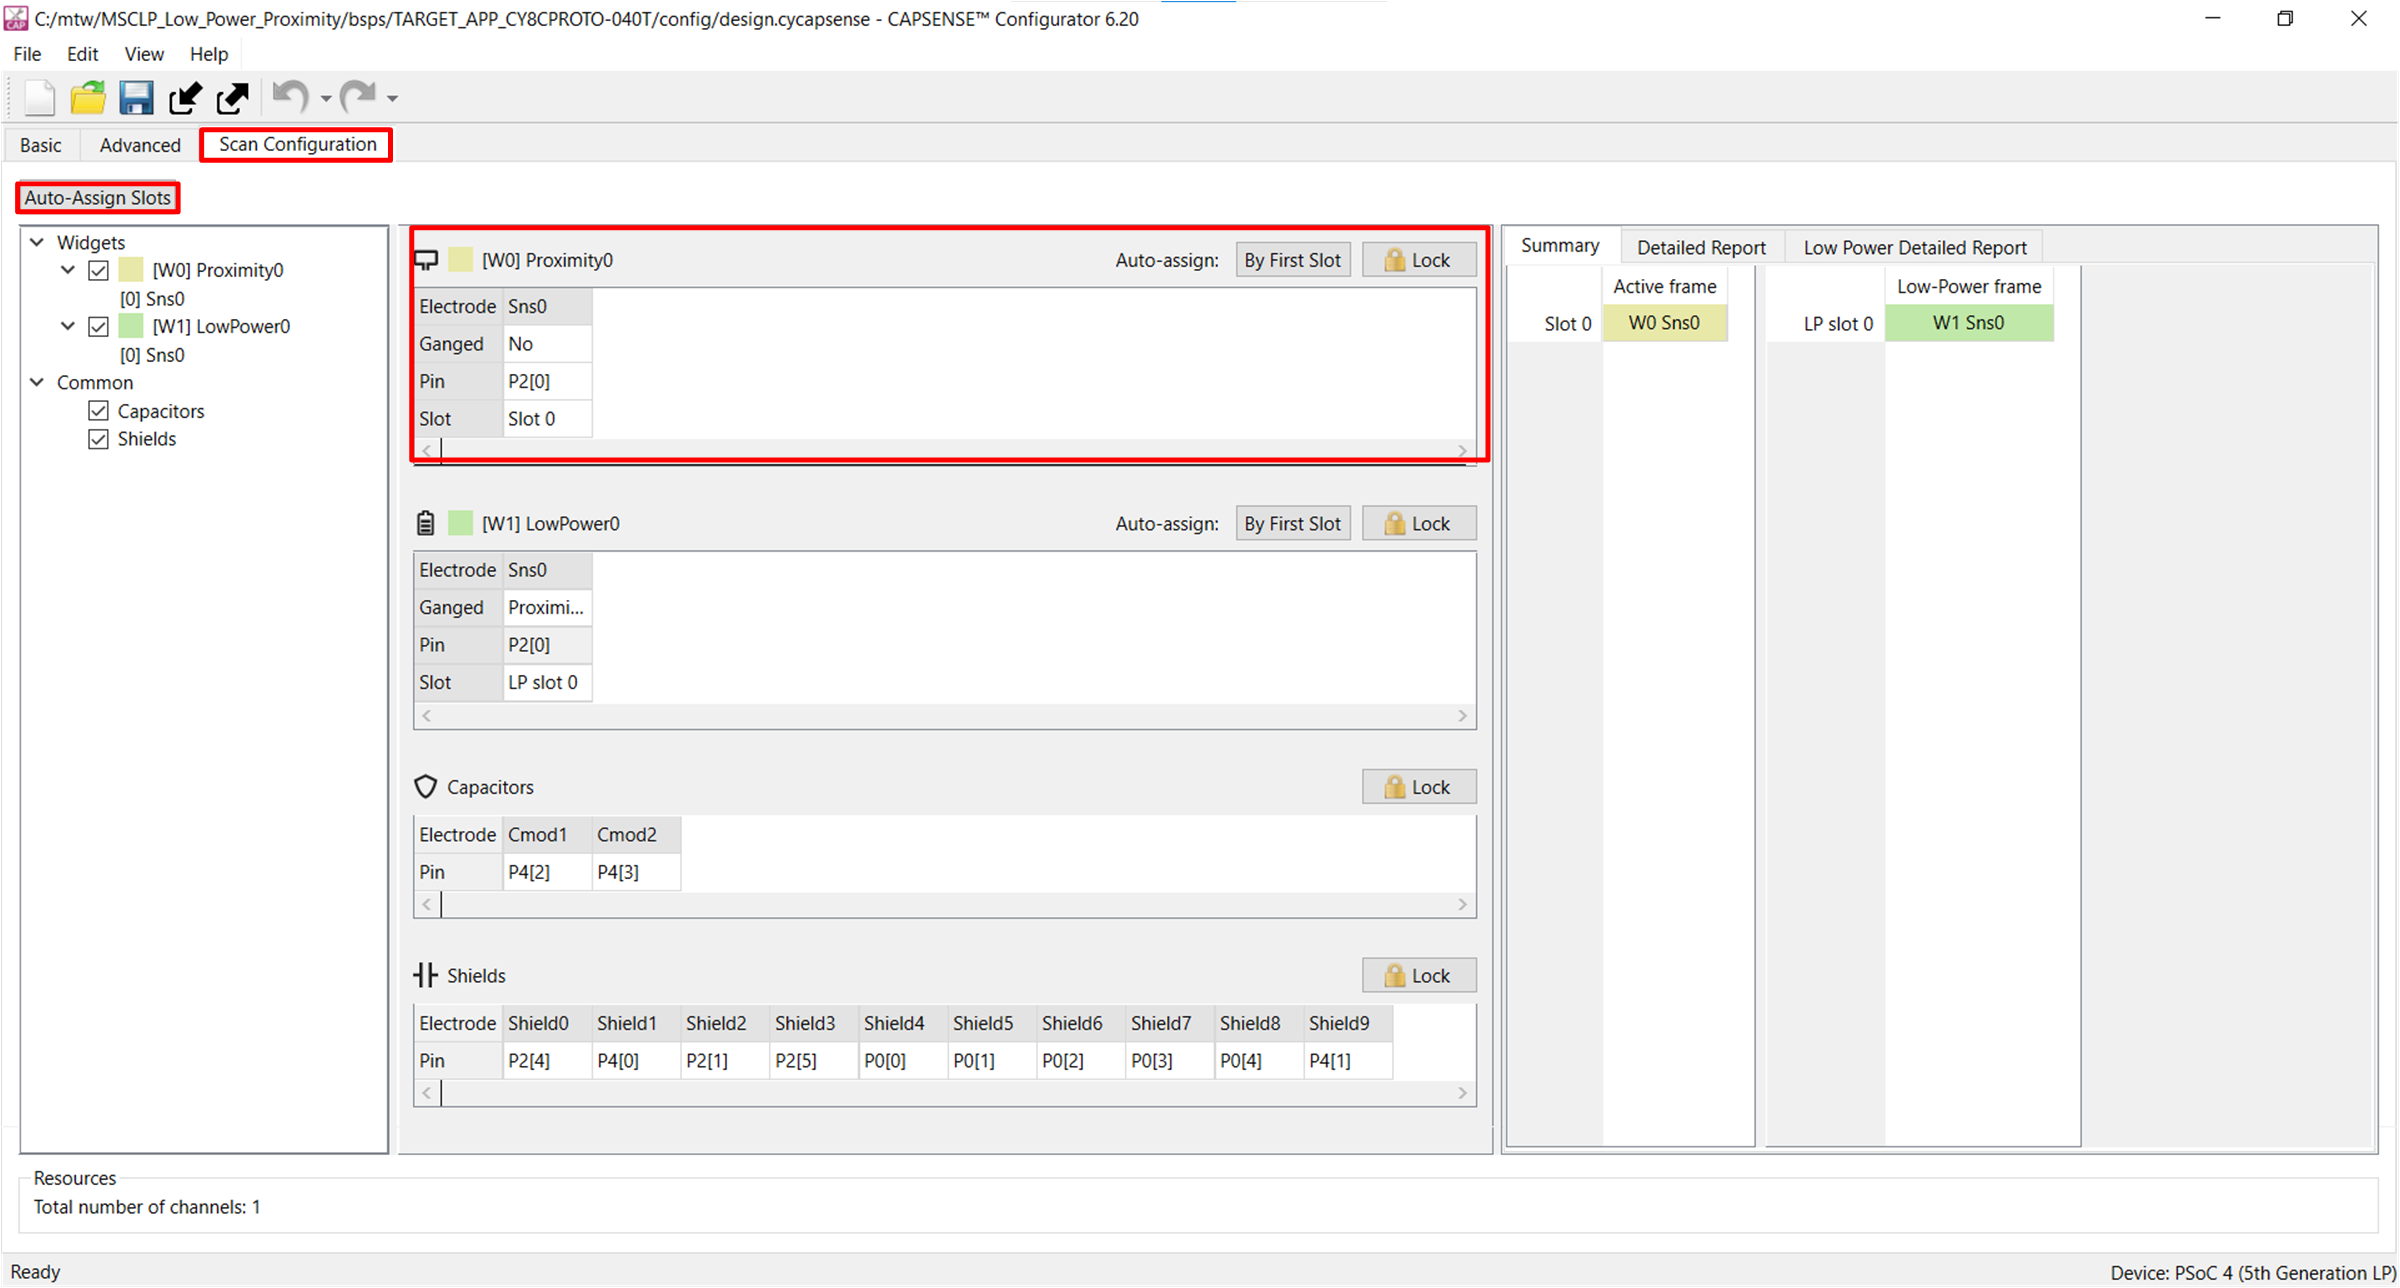 CAP C:/mtw/MSCLP_Low_Power_Proximity/bsps/TARGET_APP_CY8CPROTO-040T/config/design.cycapsense - CAPSENSE™ Configurator 6.20
File Edit View Help
Basic Advanced Scan Configuration
Auto-Assign Slots
Widgets
[W0] Proximity0
[0] Sns0
[W1] LowPower0
[0] Sns0
Common
Capacitors
Shields
[W0] Proximity0 Auto-assign: By First Slot Lock
Electrode Sns0
Ganged No
Pin P2[0]
Slot Slot 0
[W1] LowPower0 Auto-assign: By First Slot Lock
Electrode Sns0
Ganged Proximi...
Pin P2[0]
Slot LP slot 0
Capacitors Lock
Electrode Cmod1 Cmod2
Pin P4[2] P4[3]
Shields Lock
Electrode Shield0 Shield1 Shield2 Shield3 Shield4 Shield5 Shield6 Shield7 Shield8 Shield9
Pin P2[4] P4[0] P2[1] P2[5] P0[0] P0[1] P0[2] P0[3] P0[4] P4[1]
Summary Detailed Report Low Power Detailed Report
Active frame Low-Power frame
Slot 0 W0 Sns0 LP slot 0 W1 Sns0
Resources
Total number of channels: 1
Ready Device: PSoC 4 (5th Generation LP)